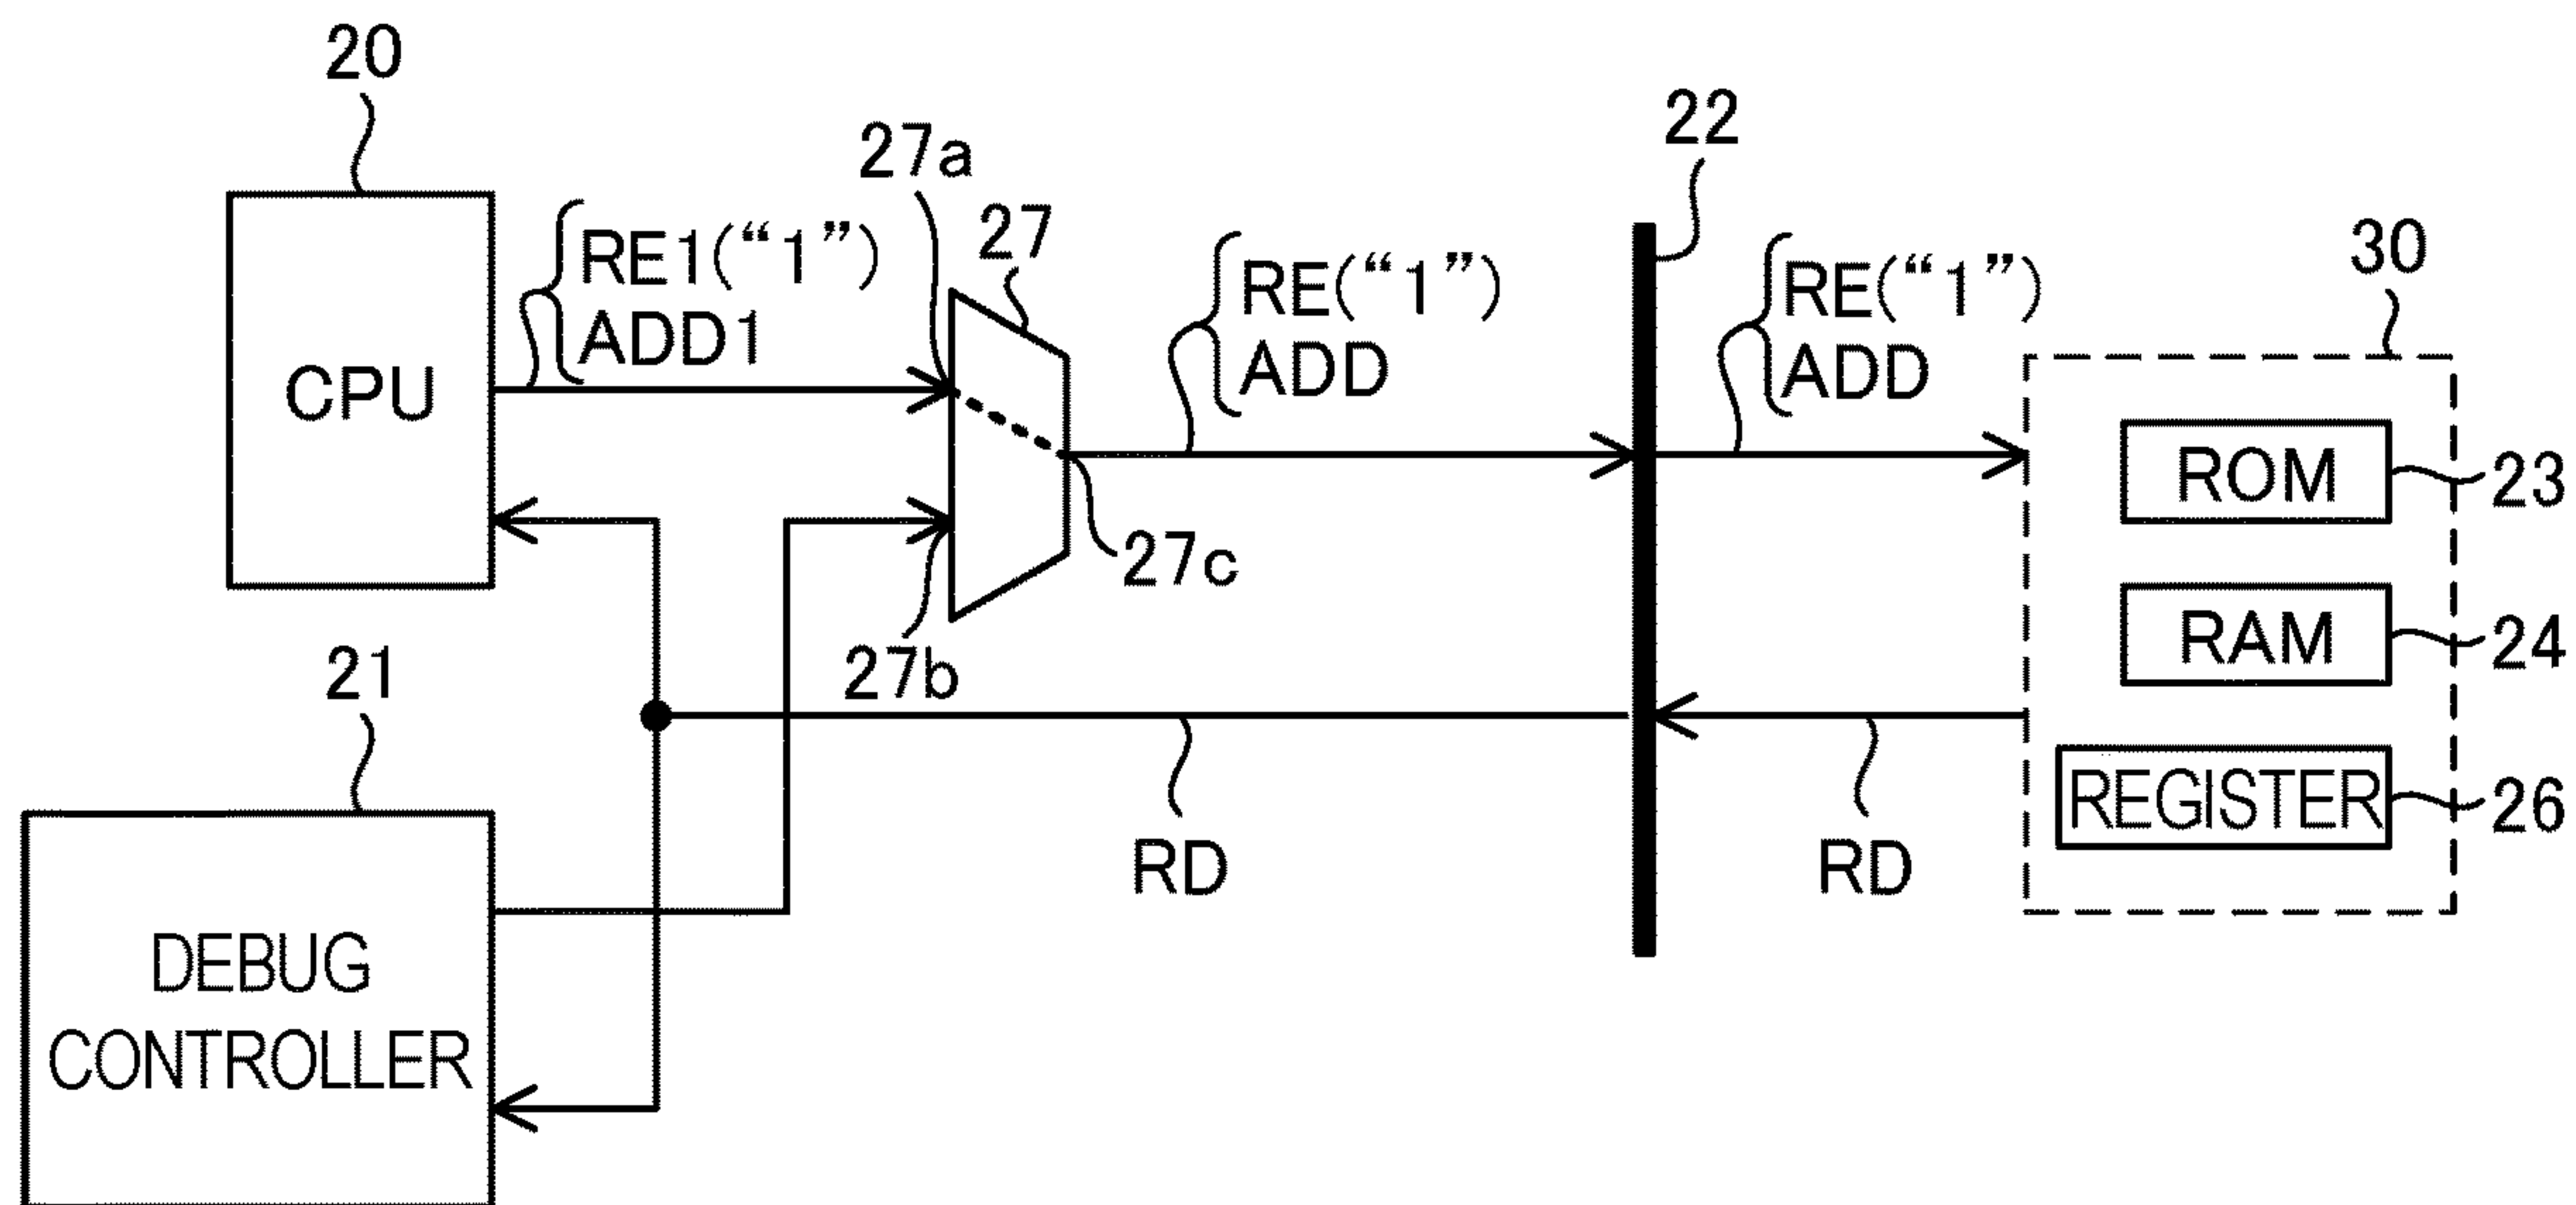 20
22
27a
27
30
RE1(“1”)
ADD1
RE(“1”)
ADD
RE(“1”)
ADD
CPU
ROM
23
27c
RAM
24
27b
21
REGISTER
26
RD
RD
DEBUG
CONTROLLER